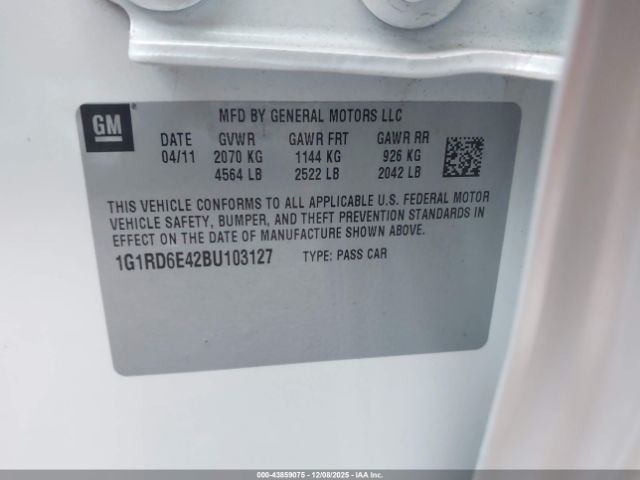 GM
MFD BY GENERAL MOTORS LLC
DATE GVWR GAWR FRT GAWR RR
04/11 2070 KG 1144 KG 926 KG
4564 LB 2522 LB 2042 LB
THIS VEHICLE CONFORMS TO ALL APPLICABLE U.S. FEDERAL MOTOR
VEHICLE SAFETY, BUMPER, AND THEFT PREVENTION STANDARDS IN
EFFECT ON THE DATE OF MANUFACTURE SHOWN ABOVE.
1G1RD6E42BU103127 TYPE: PASS CAR
000-43859075 - 12/08/2025 - IAA Inc.